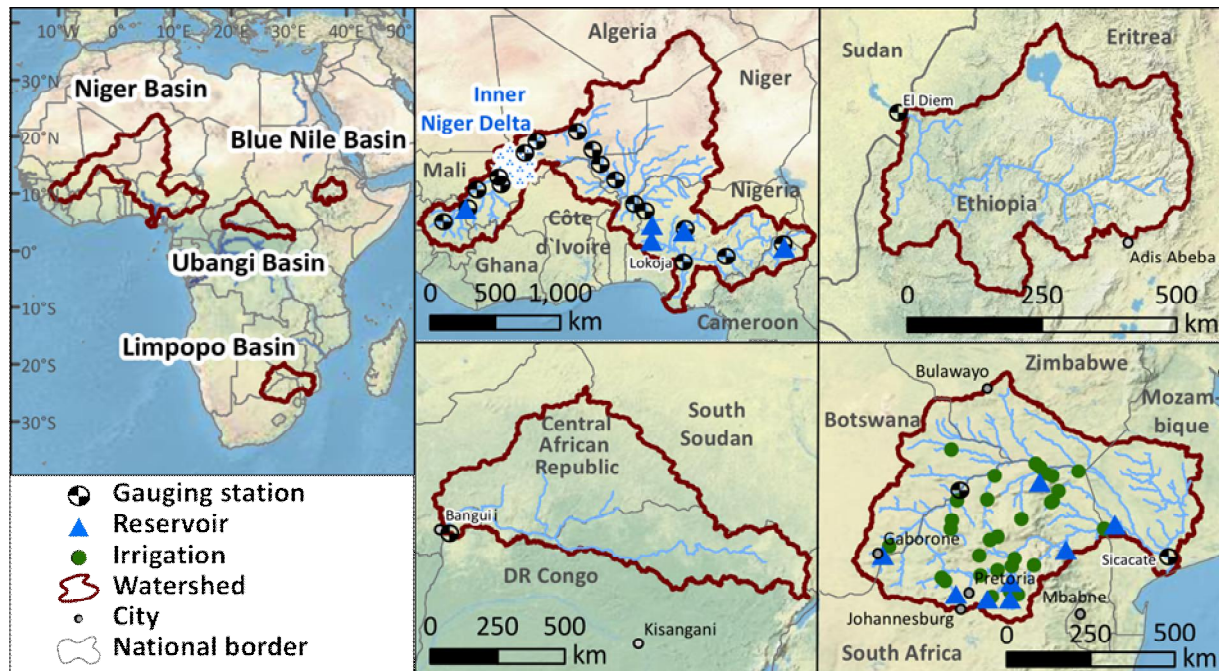 10°W 0° 10°E 20°E 30°E 40°E 50°
30°N
Niger Basin
20°N
Blue Nile Basin
10°N
0°
Ubangi Basin
10°S
Limpopo Basin
20°S
30°S
Algeria
Niger
Inner
Niger Delta
Mali
Nigeria
Côte
d`Ivoire
Ghana
Lokoja
0 500 1,000
km
Cameroon
Sudan
Eritrea
El Diem
Ethiopia
Adis Abeba
0 250 500
km
Central
African
Republic
South
Soudan
Bangui
DR Congo
0 250 500
km
Kisangani
Zimbabwe
Bulawayo
Mozam-
bique
Botswana
Gaborone
Sicacate
Pretoria
Mbabne
Johannesburg
0 250 500
km
South Africa
Gauging station
Reservoir
Irrigation
Watershed
City
National border